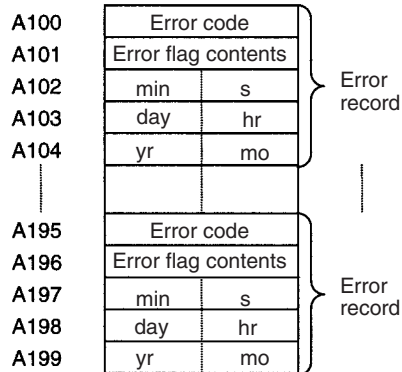 A100 Error code
A101 Error flag contents
A102 min s
A103 day hr
A104 yr mo
Error
record
A195 Error code
A196 Error flag contents
A197 min s
A198 day hr
A199 yr mo
Error
record